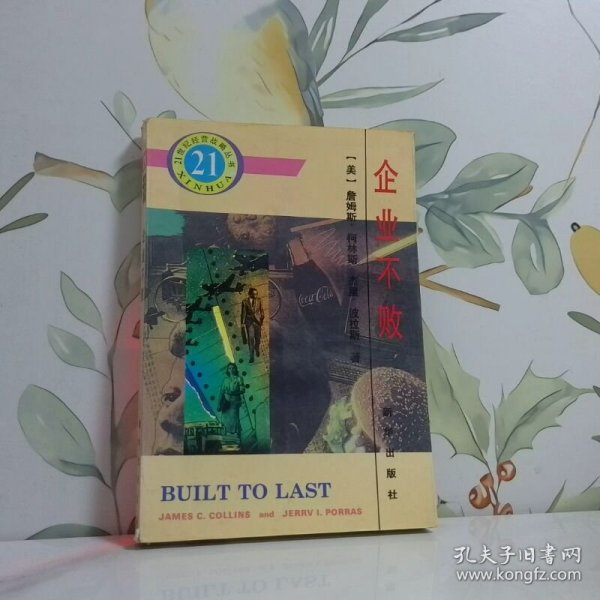 21世纪经营战略丛书
21
XINHUA
企业不败
[美]詹姆斯·柯林斯 杰里·波拉斯 著
Coca-Cola
新华出版社
BUILT TO LAST
JAMES C. COLLINS and JERRV I. PORRAS
孔夫子旧书网
www.kongfz.com